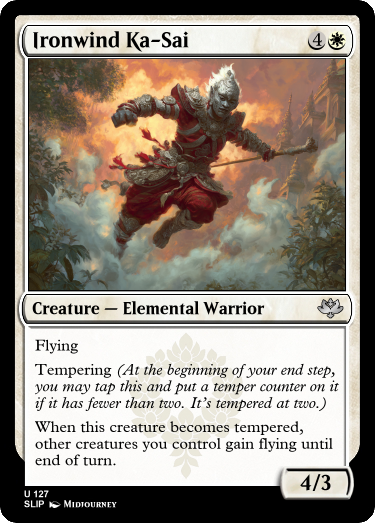 Ironwind Ka-Sai
4
Creature — Elemental Warrior
Flying
Tempering (At the beginning of your end step,
you may tap this and put a temper counter on it
if it has fewer than two. It's tempered at two.)
When this creature becomes tempered,
other creatures you control gain flying until
end of turn.
4/3
U 127
SLIP Midjourney